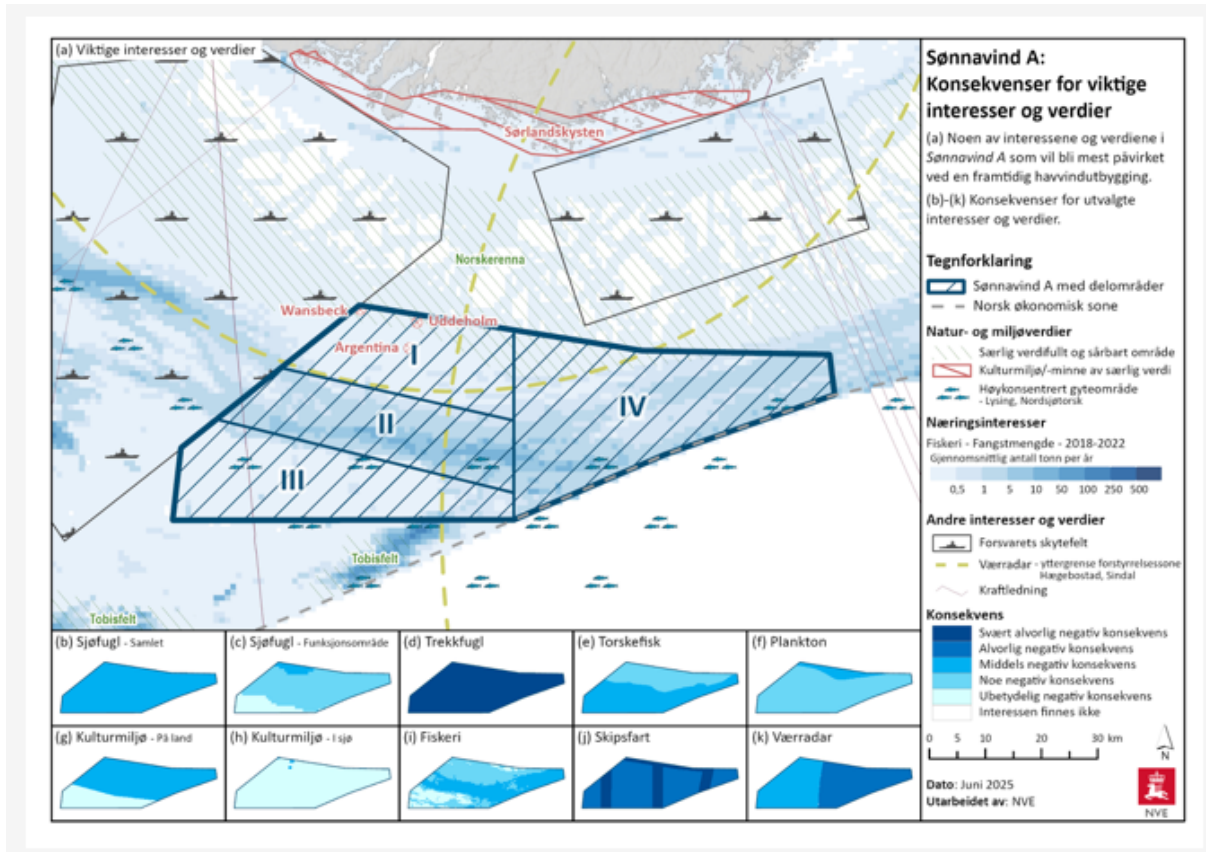 (a) Viktige interesser og verdier
Sørlandskysten
Norskerenna
Wansbeck
Uddeholm
Argentina
I
II
III
IV
Tobisfelt
Tobisfelt
Sønnavind A:
Konsekvenser for viktige
interesser og verdier
(a) Noen av interessene og verdiene i
Sønnavind A som vil bli mest påvirket
ved en framtidig havvindutbygging.
(b)-(k) Konsekvenser for utvalgte
interesser og verdier.
Tegnforklaring
Sønnavind A med delområder
Norsk økonomisk sone
Natur- og miljøverdier
Særlig verdifullt og sårbart område
Kulturmiljø/-minne av særlig verdi
Høykonsentrert gyteområde
- Lysing, Nordsjøtorsk
Næringsinteresser
Fiskeri - Fangstmengde - 2018-2022
Gjennomsnittlig antall tonn per år
0,5 1 5 10 50 100 250 500
Andre interesser og verdier
Forsvarets skytefelt
Værradar - yttergrense forstyrrelsessone
Hægebostad, Sindal
Kraftledning
Konsekvens
Svært alvorlig negativ konsekvens
Alvorlig negativ konsekvens
Middels negativ konsekvens
Noe negativ konsekvens
Ubetydelig negativ konsekvens
Interessen finnes ikke
0 5 10 20 30 km
N
Dato: Juni 2025
Utarbeidet av: NVE
NVE
(b) Sjøfugl - Samlet
(c) Sjøfugl - Funksjonsområde
(d) Trekkfugl
(e) Torskefisk
(f) Plankton
(g) Kulturmiljø - På land
(h) Kulturmiljø - I sjø
(i) Fiskeri
(j) Skipsfart
(k) Værradar